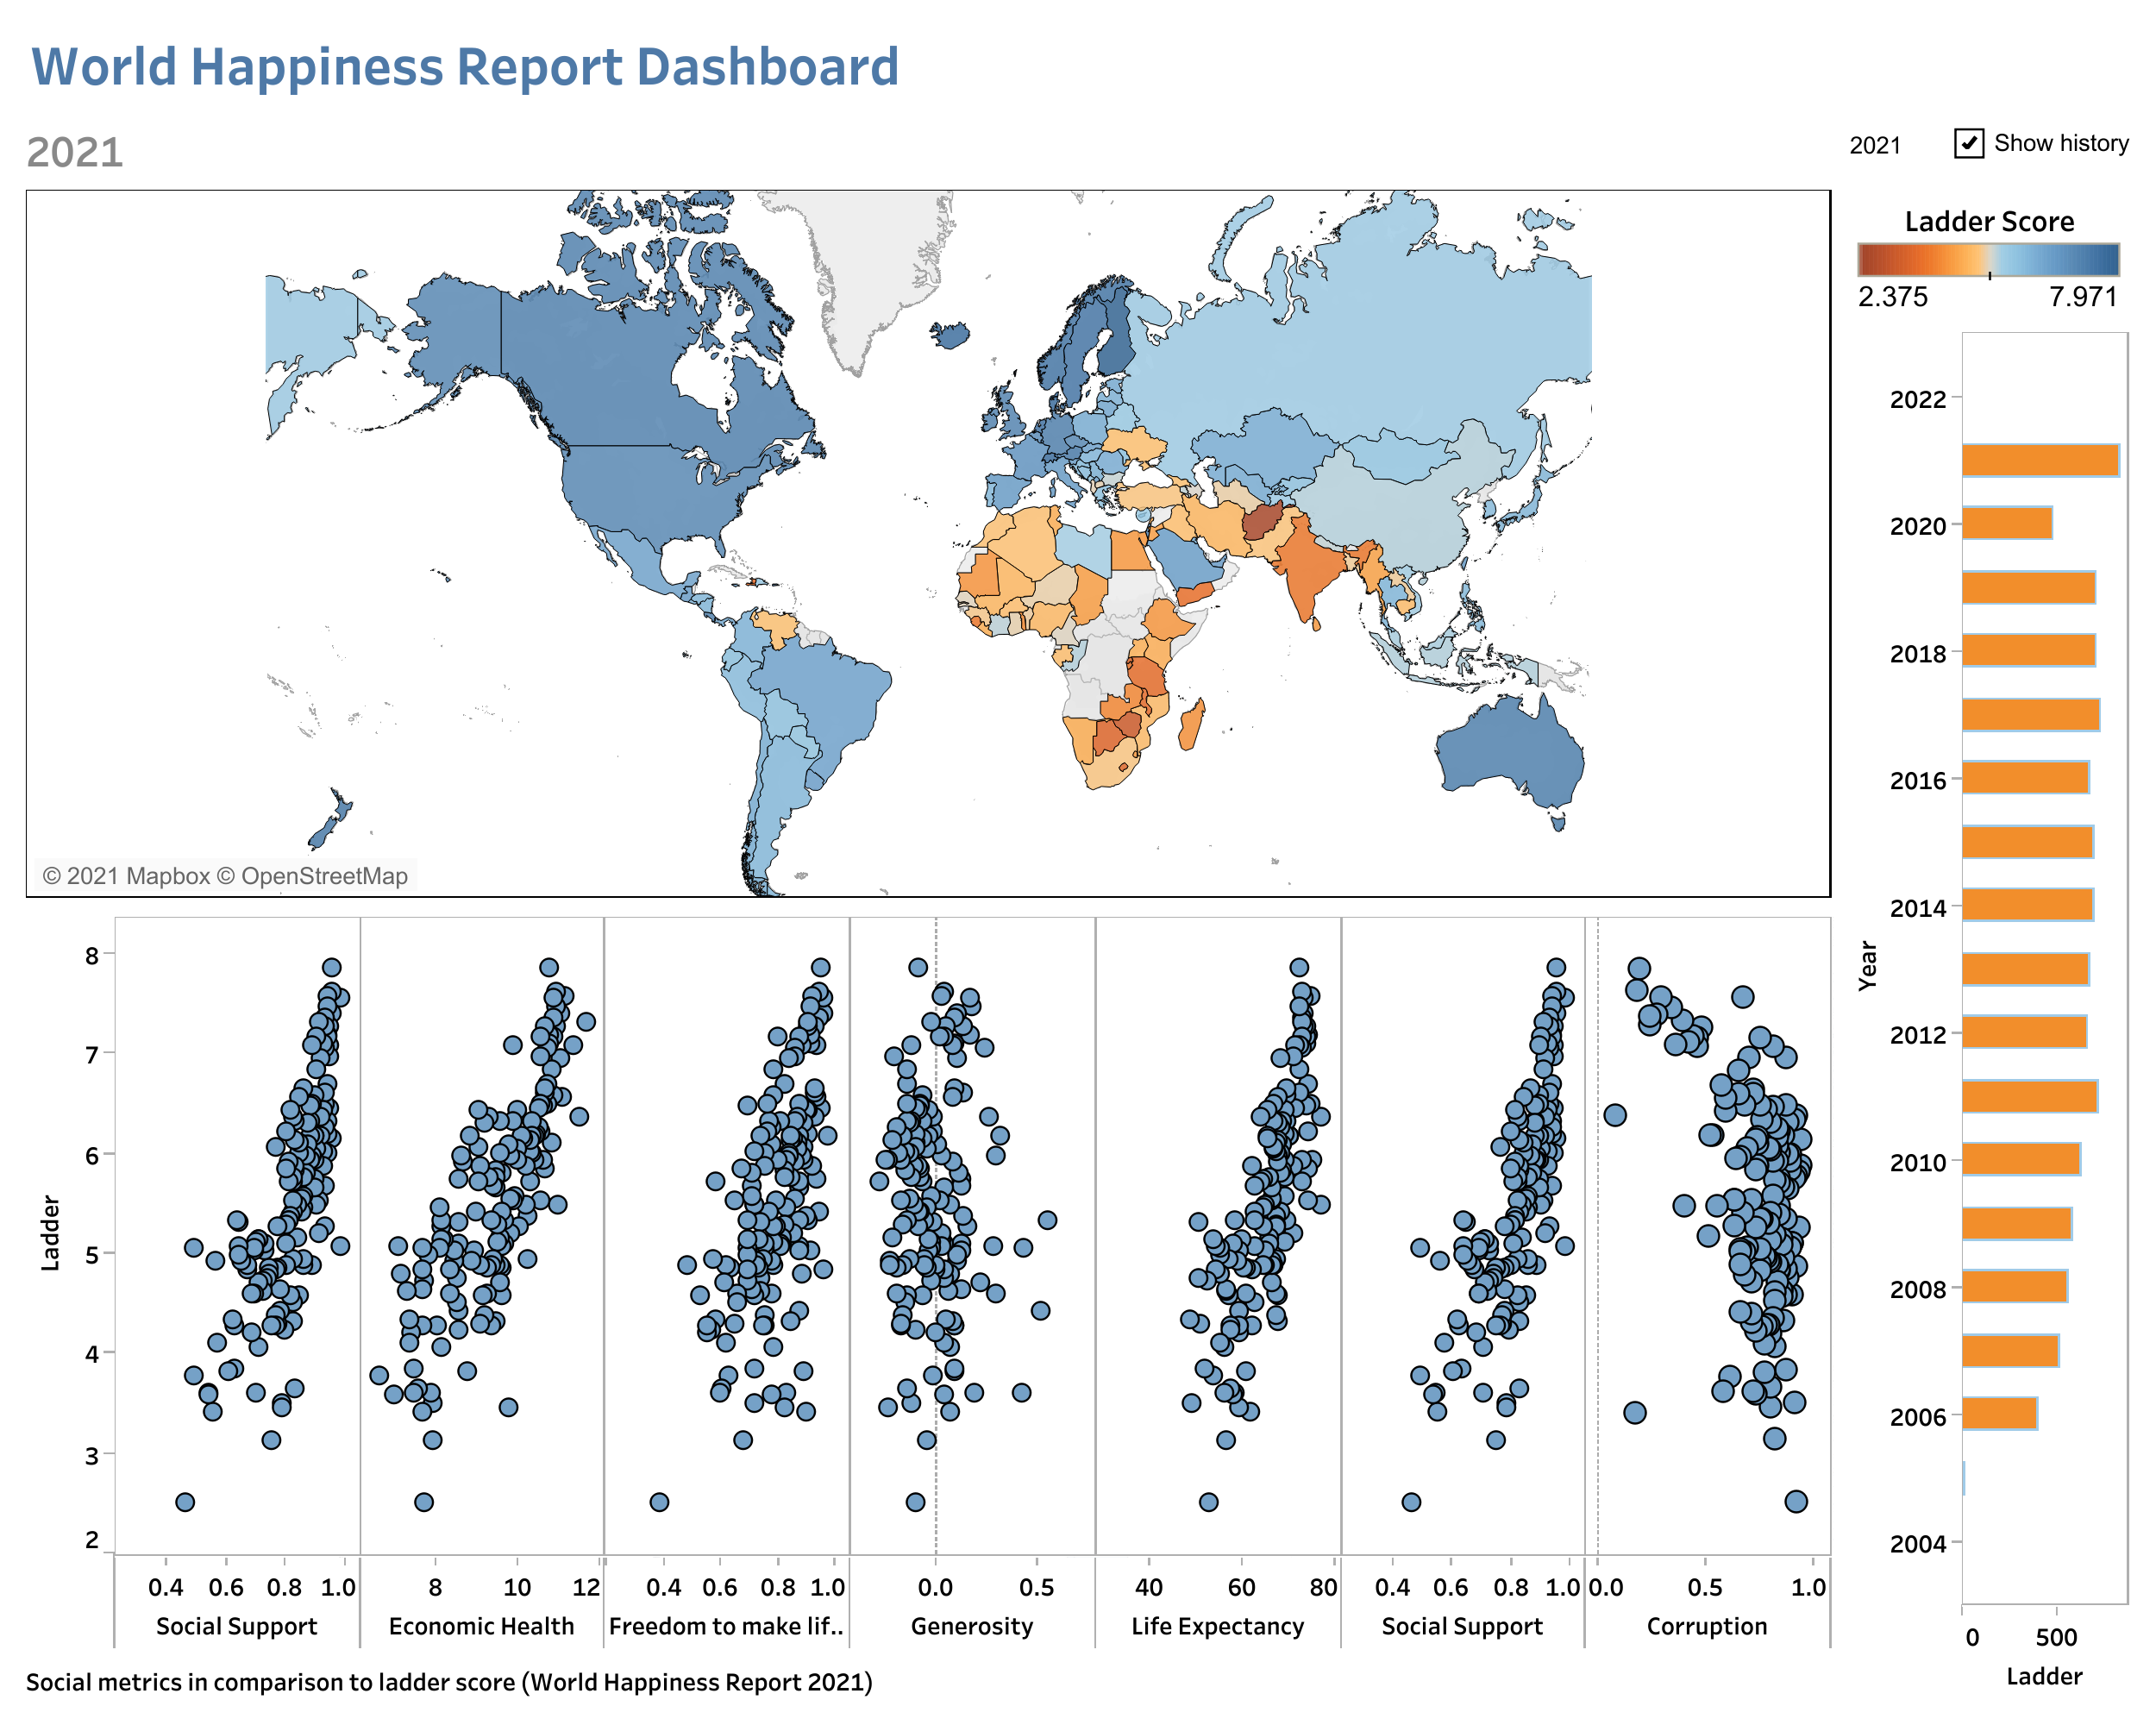 World Happiness Report Dashboard
2021
2021 Show history
Ladder Score
2.375 7.971
© 2021 Mapbox © OpenStreetMap
2022
2020
2018
2016
2014
2012
2010
2008
2006
2004
Year
0 500
Ladder
8
7
6
5
4
3
2
Ladder
0.4 0.6 0.8 1.0 8 10 12 0.4 0.6 0.8 1.0 0.0 0.5 40 60 80 0.4 0.6 0.8 1.0 0.0 0.5 1.0
Social Support Economic Health Freedom to make lif.. Generosity Life Expectancy Social Support Corruption
Social metrics in comparison to ladder score (World Happiness Report 2021)